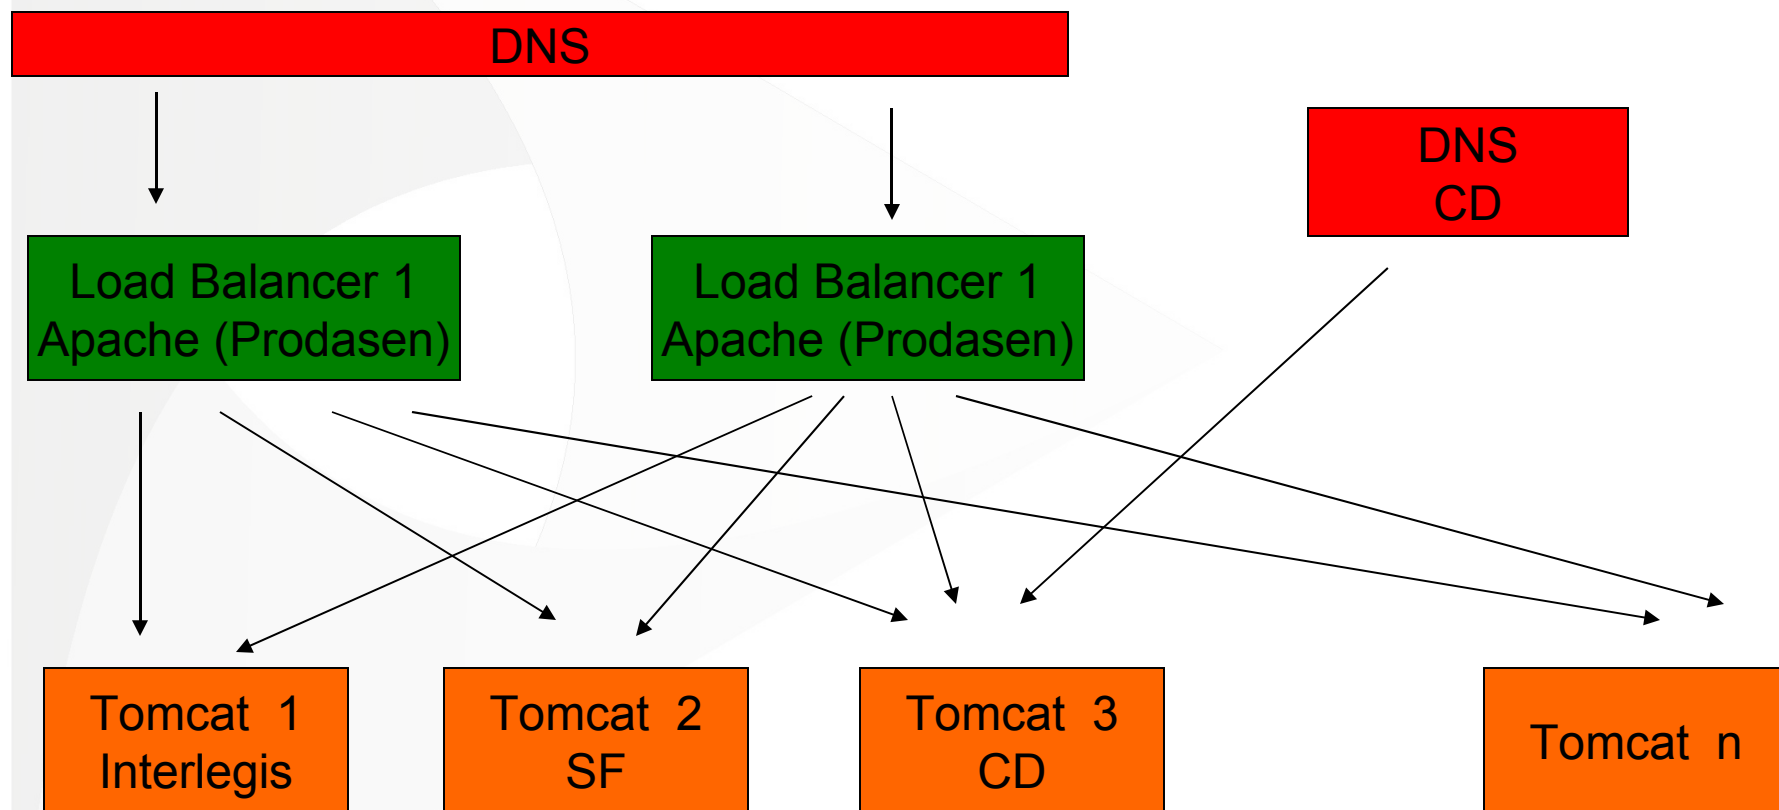 DNS
DNS
CD
Load Balancer 1
Apache (Prodasen)
Load Balancer 1
Apache (Prodasen)
Tomcat 1
Interlegis
Tomcat 2
SF
Tomcat 3
CD
Tomcat n